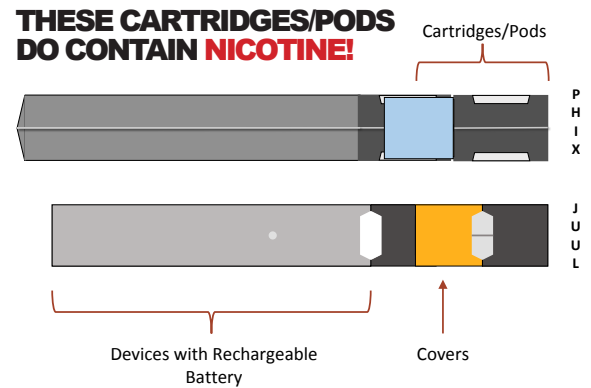 THESE CARTRIDGES/PODS
DO CONTAIN NICOTINE!
Cartridges/Pods
P
H
I
X
J
U
U
L
Devices with Rechargeable
Battery
Covers